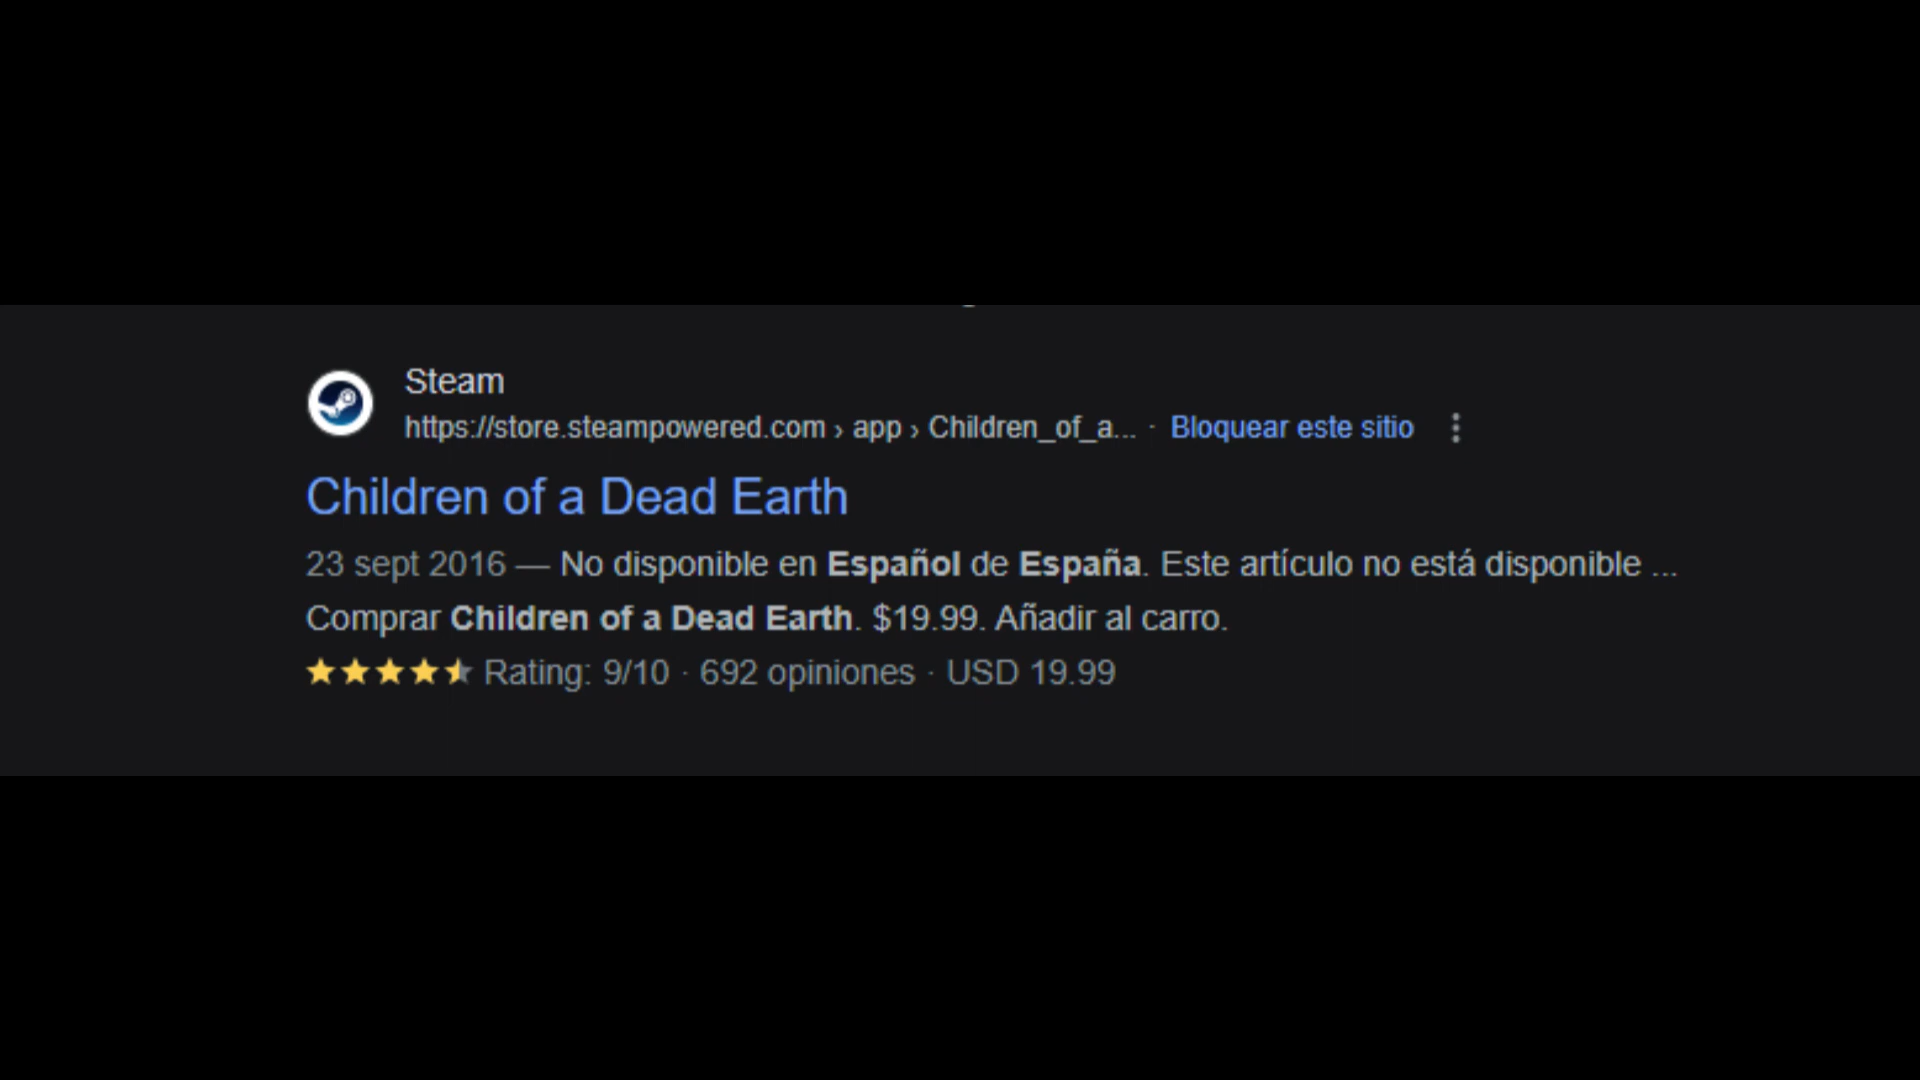 Steam
https://store.steampowered.com › app › Children_of_a... · Bloquear este sitio
Children of a Dead Earth
23 sept 2016 — No disponible en Español de España. Este artículo no está disponible ...
Comprar Children of a Dead Earth. $19.99. Añadir al carro.
Rating: 9/10 · 692 opiniones · USD 19.99